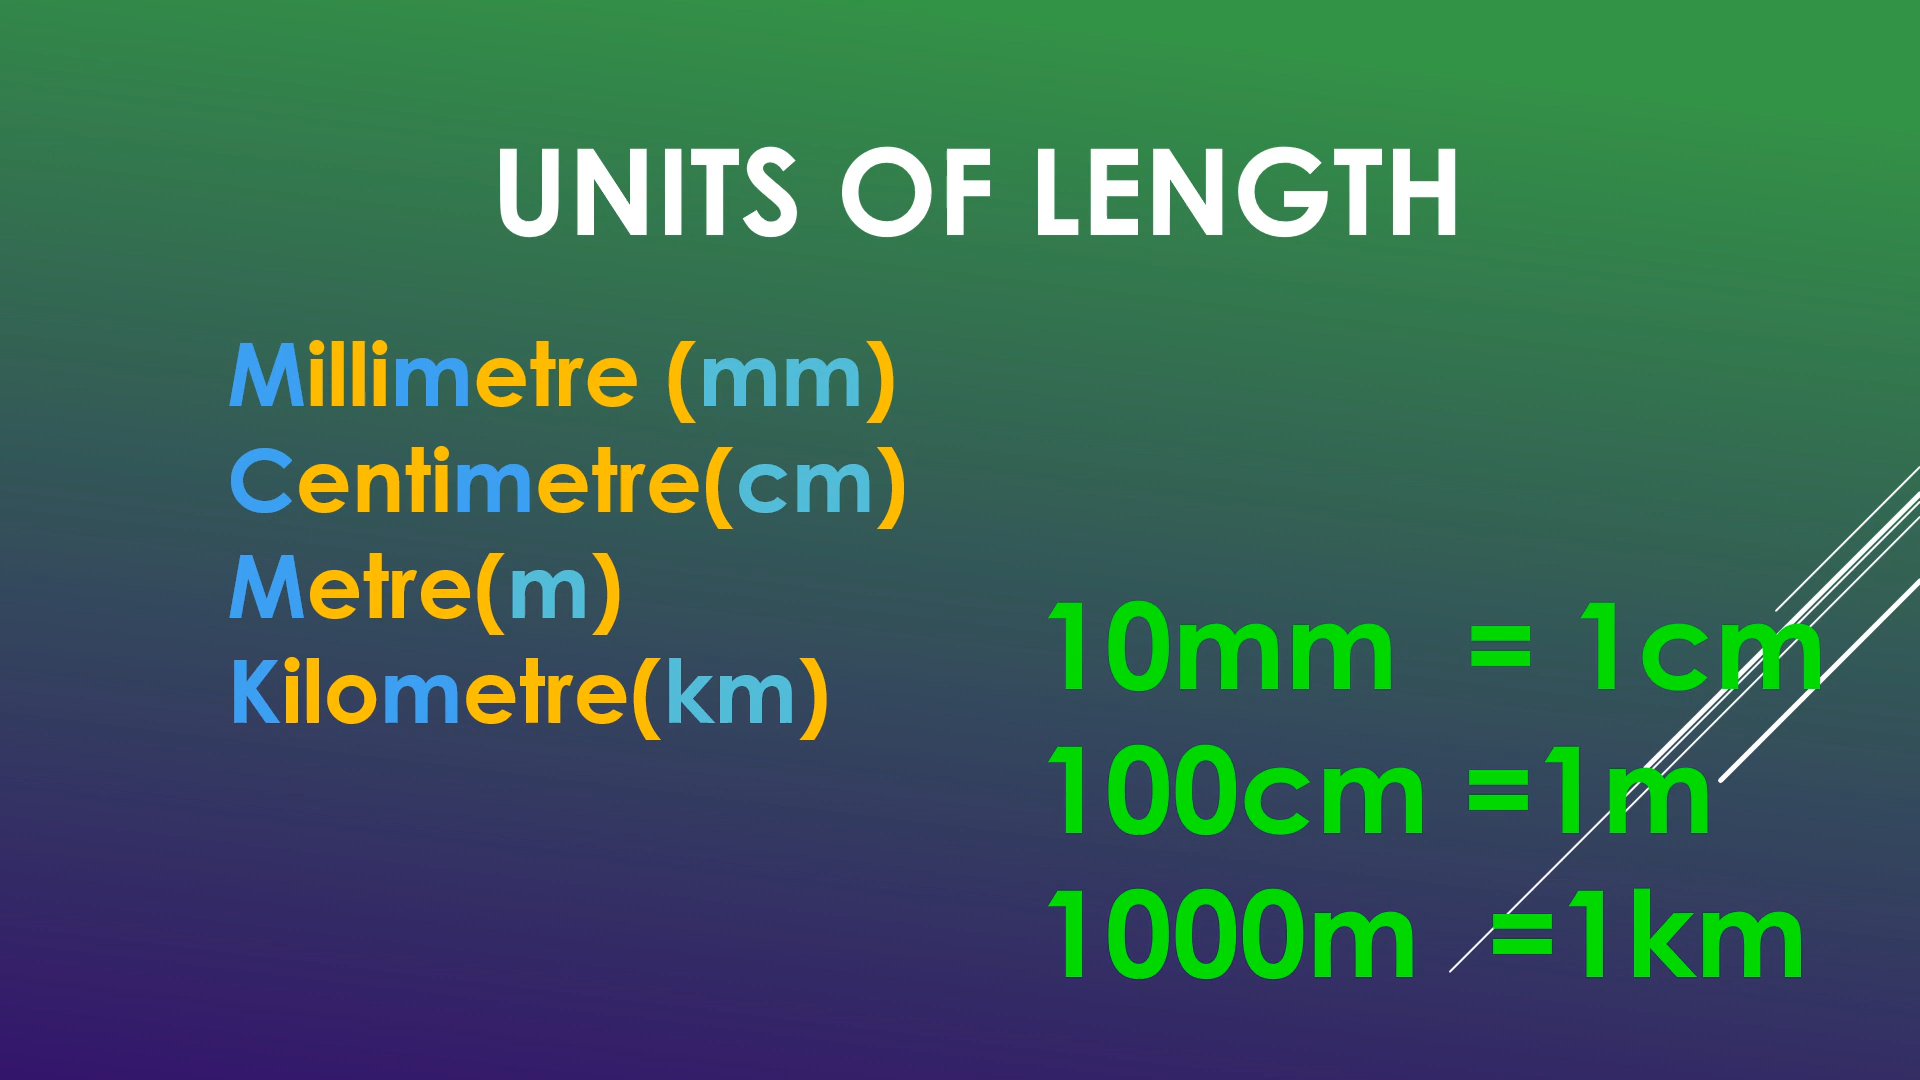 UNITS OF LENGTH
Millimetre (mm)
Centimetre(cm)
Metre(m)
Kilometre(km)
10mm = 1cm
100cm =1m
1000m =1km